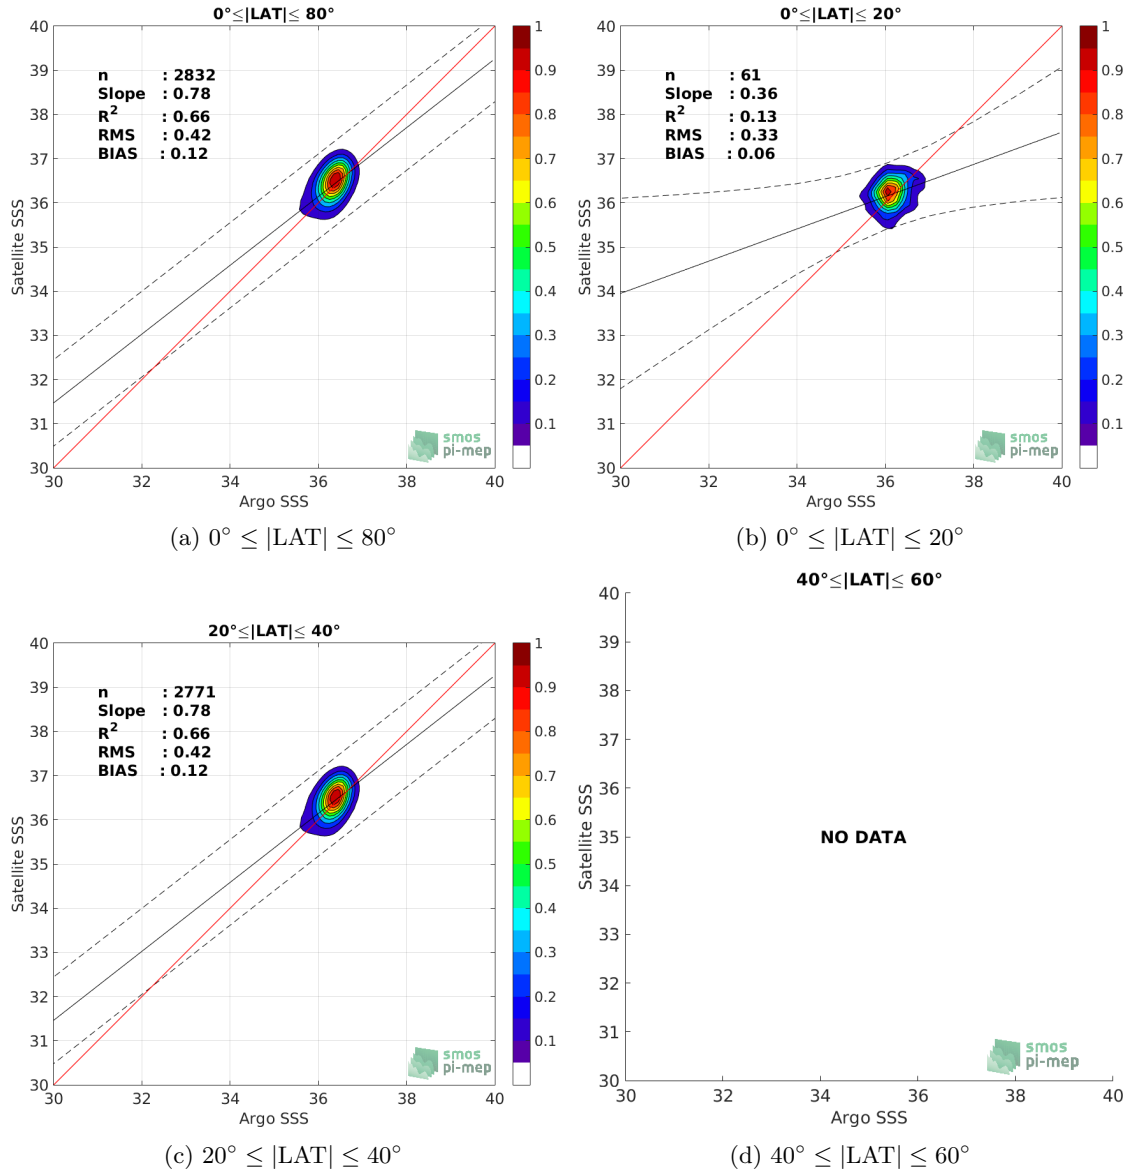 0°≤|LAT|≤ 80°
40
39
38
37
36
35
34
33
32
31
30
Satellite SSS
n : 2832
Slope : 0.78
R² : 0.66
RMS : 0.42
BIAS : 0.12
smos
pi-mep
30 32 34 36 38 40
Argo SSS
1
0.9
0.8
0.7
0.6
0.5
0.4
0.3
0.2
0.1
(a) 0° ≤ |LAT| ≤ 80°
0°≤|LAT|≤ 20°
40
39
38
37
36
35
34
33
32
31
30
Satellite SSS
n : 61
Slope : 0.36
R² : 0.13
RMS : 0.33
BIAS : 0.06
smos
pi-mep
30 32 34 36 38 40
Argo SSS
1
0.9
0.8
0.7
0.6
0.5
0.4
0.3
0.2
0.1
(b) 0° ≤ |LAT| ≤ 20°
20°≤|LAT|≤ 40°
40
39
38
37
36
35
34
33
32
31
30
Satellite SSS
n : 2771
Slope : 0.78
R² : 0.66
RMS : 0.42
BIAS : 0.12
smos
pi-mep
30 32 34 36 38 40
Argo SSS
1
0.9
0.8
0.7
0.6
0.5
0.4
0.3
0.2
0.1
(c) 20° ≤ |LAT| ≤ 40°
40°≤|LAT|≤ 60°
40
39
38
37
36
35
34
33
32
31
30
Satellite SSS
NO DATA
smos
pi-mep
30 32 34 36 38 40
Argo SSS
(d) 40° ≤ |LAT| ≤ 60°